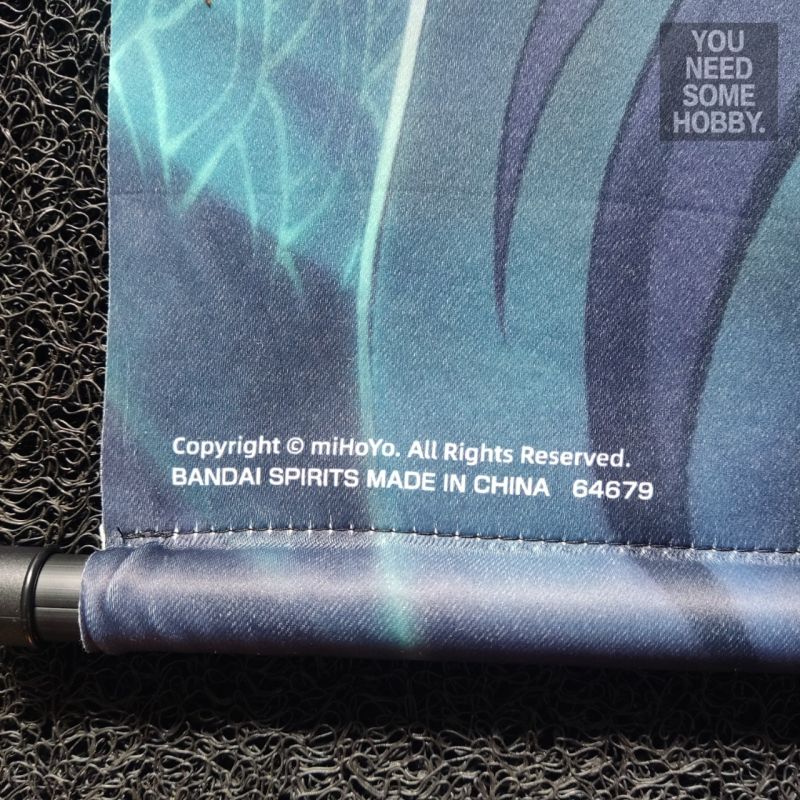 YOU
NEED
SOME
HOBBY.
Copyright © miHoYo. All Rights Reserved.
BANDAI SPIRITS MADE IN CHINA 64679